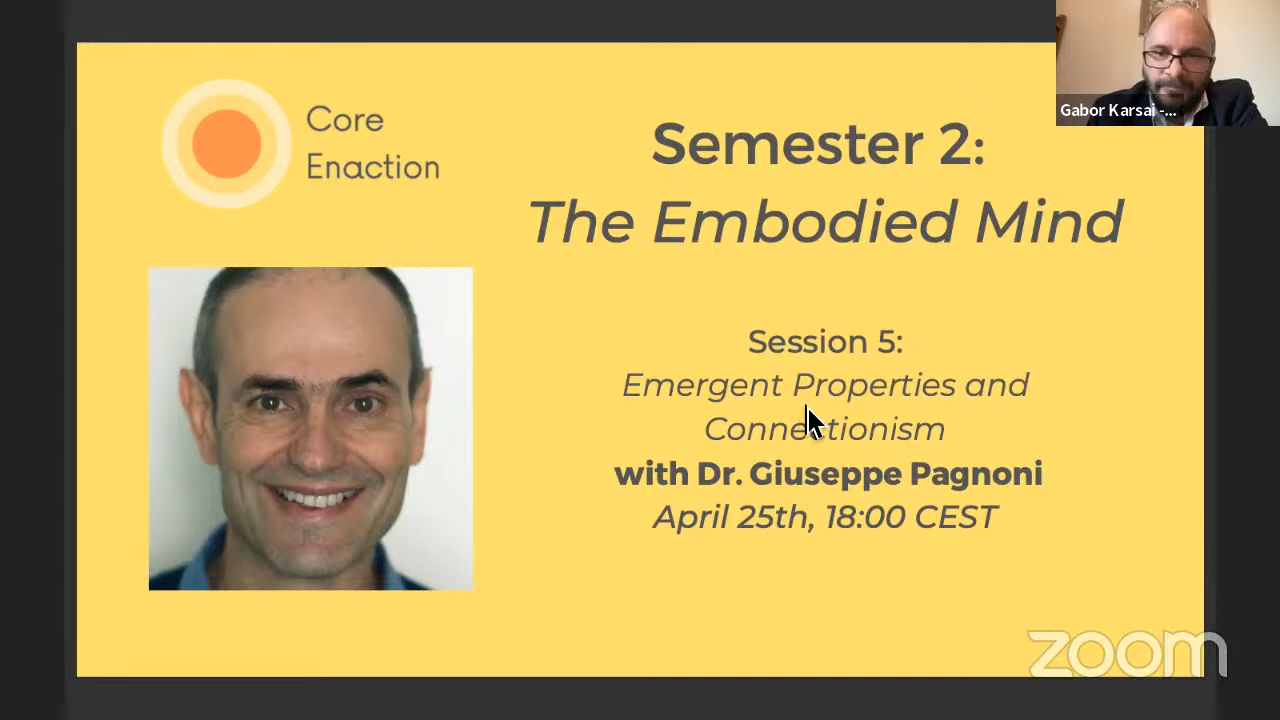 Core
Enaction
Semester 2:
The Embodied Mind
Session 5:
Emergent Properties and
Connectionism
with Dr. Giuseppe Pagnoni
April 25th, 18:00 CEST
Gabor Karsai -...
zoom